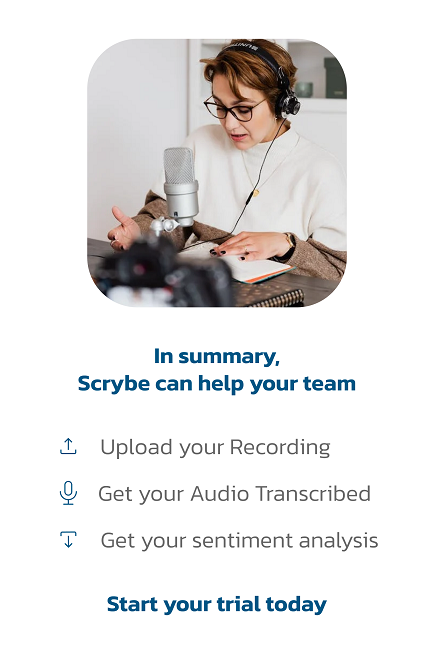 In summary,
Scrybe can help your team
Upload your Recording
Get your Audio Transcribed
Get your sentiment analysis
Start your trial today